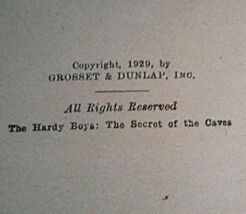 Copyright, 1929, by
GROSSET & DUNLAP, INC.
All Rights Reserved
The Hardy Boys: The Secret of the Caves